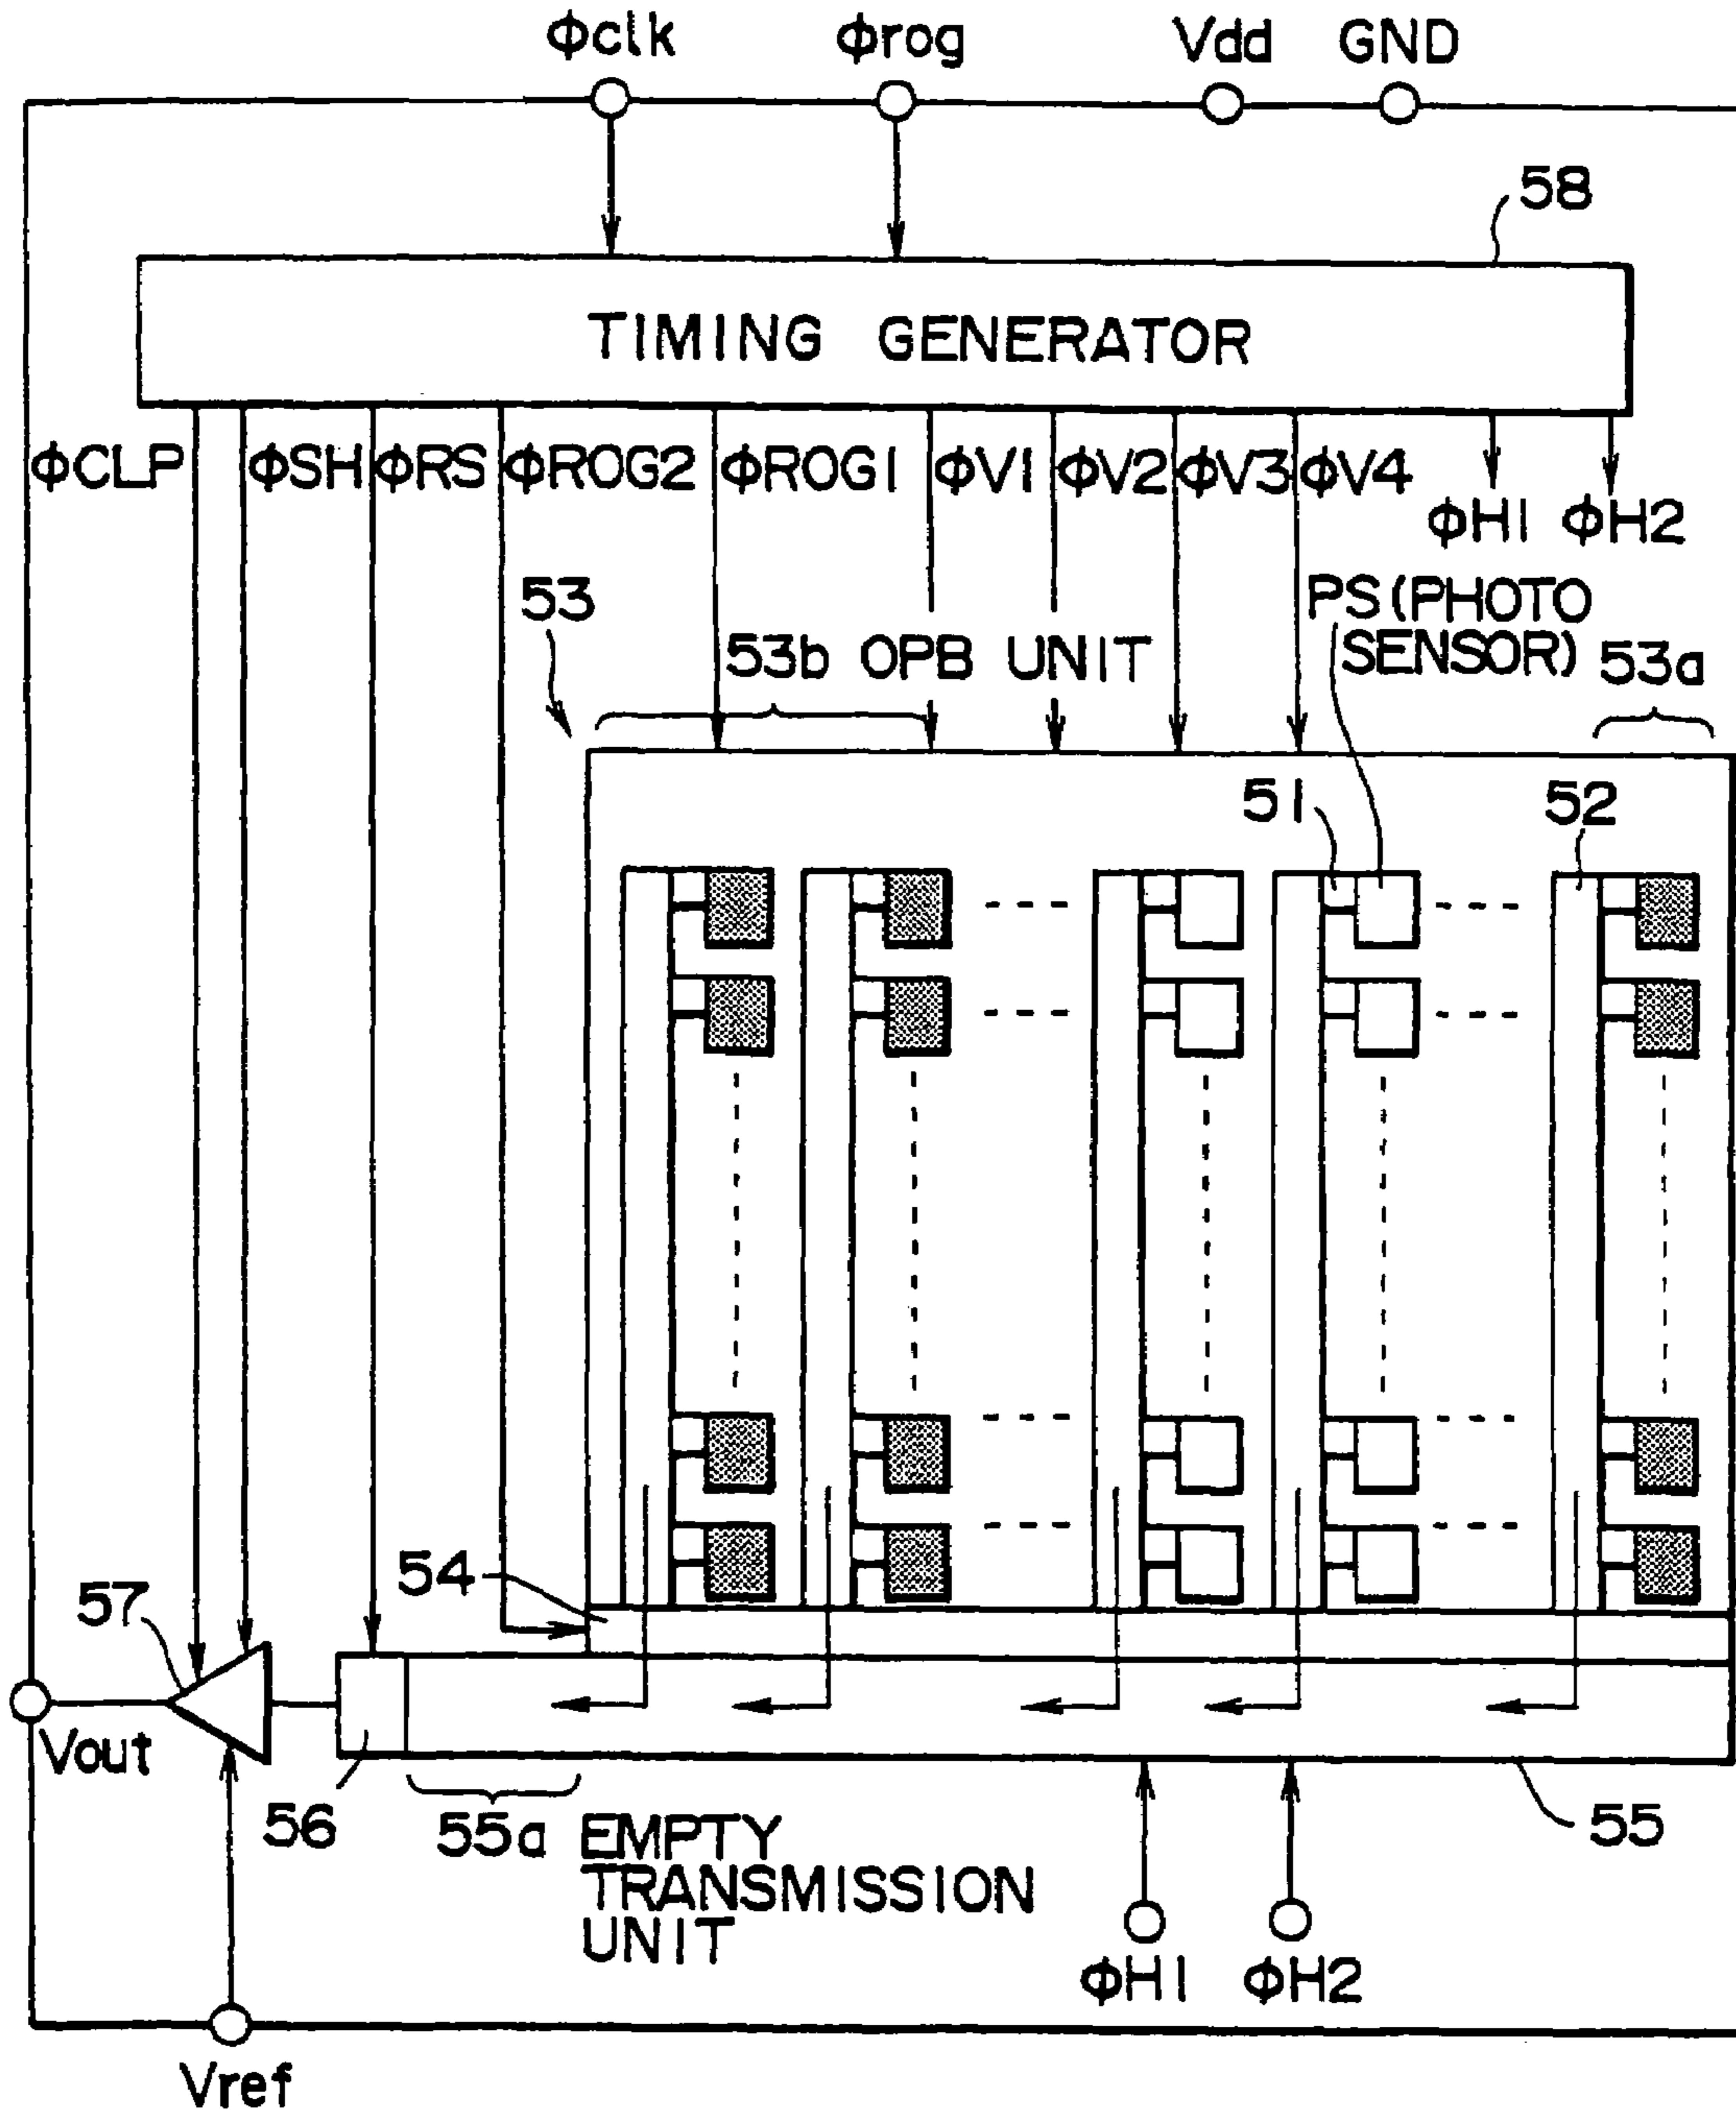 Φclk Φrog Vdd GND
58
TIMING GENERATOR
ΦCLP ΦSH ΦRS ΦROG2 ΦROG1 ΦV1 ΦV2 ΦV3 ΦV4
ΦH1 ΦH2
53
PS(PHOTO
SENSOR)
53b OPB UNIT
53a
51
52
54
57
Vout
56
55a EMPTY
TRANSMISSION
UNIT
55
ΦH1 ΦH2
Vref